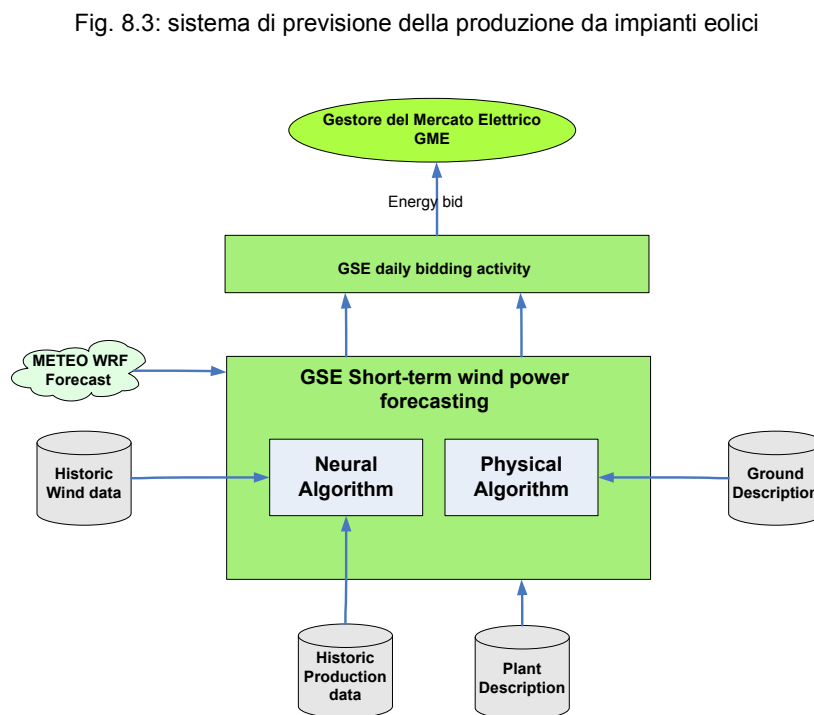 Fig. 8.3: sistema di previsione della produzione da impianti eolici
Gestore del Mercato Elettrico
GME
Energy bid
GSE daily bidding activity
METEO WRF
Forecast
GSE Short-term wind power
forecasting
Historic
Wind data
Neural
Algorithm
Physical
Algorithm
Ground
Description
Historic
Production
data
Plant
Description